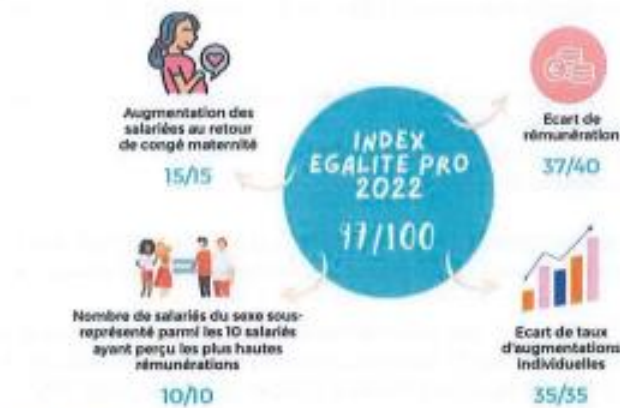 Augmentation des
salariées au retour
de congé maternité
15/15
INDEX
EGALITE PRO
2022
97/100
Ecart de
rémunération
37/40
Nombre de salariés du sexe sous-
représenté parmi les 10 salariés
ayant perçu les plus hautes
rémunérations
10/10
Ecart de taux
d'augmentations
individuelles
35/35